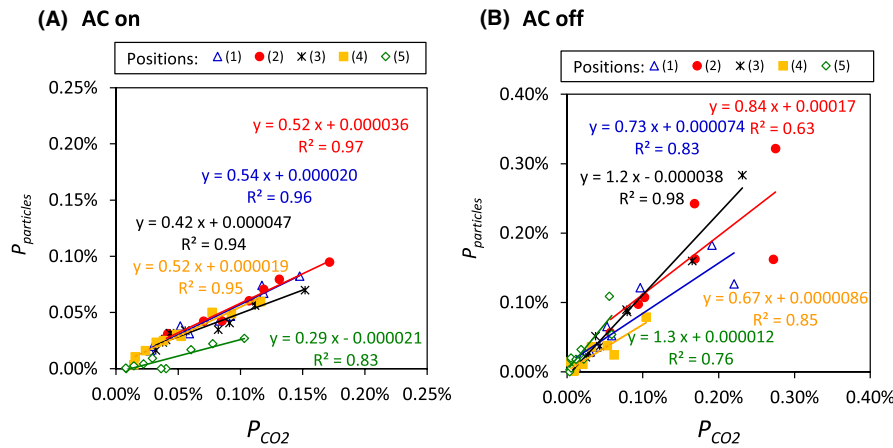 (A) AC on
Positions: (1) (2) (3) (4) (5)
0.25%
0.20%
0.15%
0.10%
0.05%
0.00%
P_particles
y = 0.52 x + 0.000036
R² = 0.97
y = 0.54 x + 0.000020
R² = 0.96
y = 0.42 x + 0.000047
R² = 0.94
y = 0.52 x + 0.000019
R² = 0.95
y = 0.29 x - 0.000021
R² = 0.83
0.00% 0.05% 0.10% 0.15% 0.20% 0.25%
P_CO2
(B) AC off
Positions: (1) (2) (3) (4) (5)
0.40%
0.30%
0.20%
0.10%
0.00%
P_particles
y = 0.84 x + 0.00017
R² = 0.63
y = 0.73 x + 0.000074
R² = 0.83
y = 1.2 x - 0.000038
R² = 0.98
y = 0.67 x + 0.0000086
R² = 0.85
y = 1.3 x + 0.000012
R² = 0.76
0.00% 0.10% 0.20% 0.30% 0.40%
P_CO2